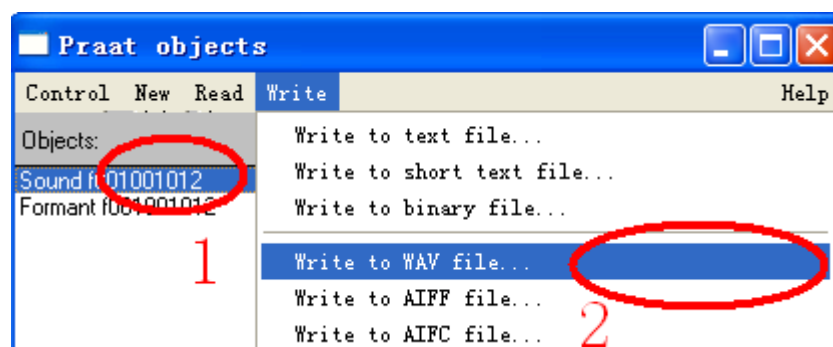 Praat objects
Control New Read Write Help
Objects:
Sound f001001012
Formant f001001012
1
Write to text file...
Write to short text file...
Write to binary file...
Write to WAV file...
Write to AIFF file...
Write to AIFC file...
2